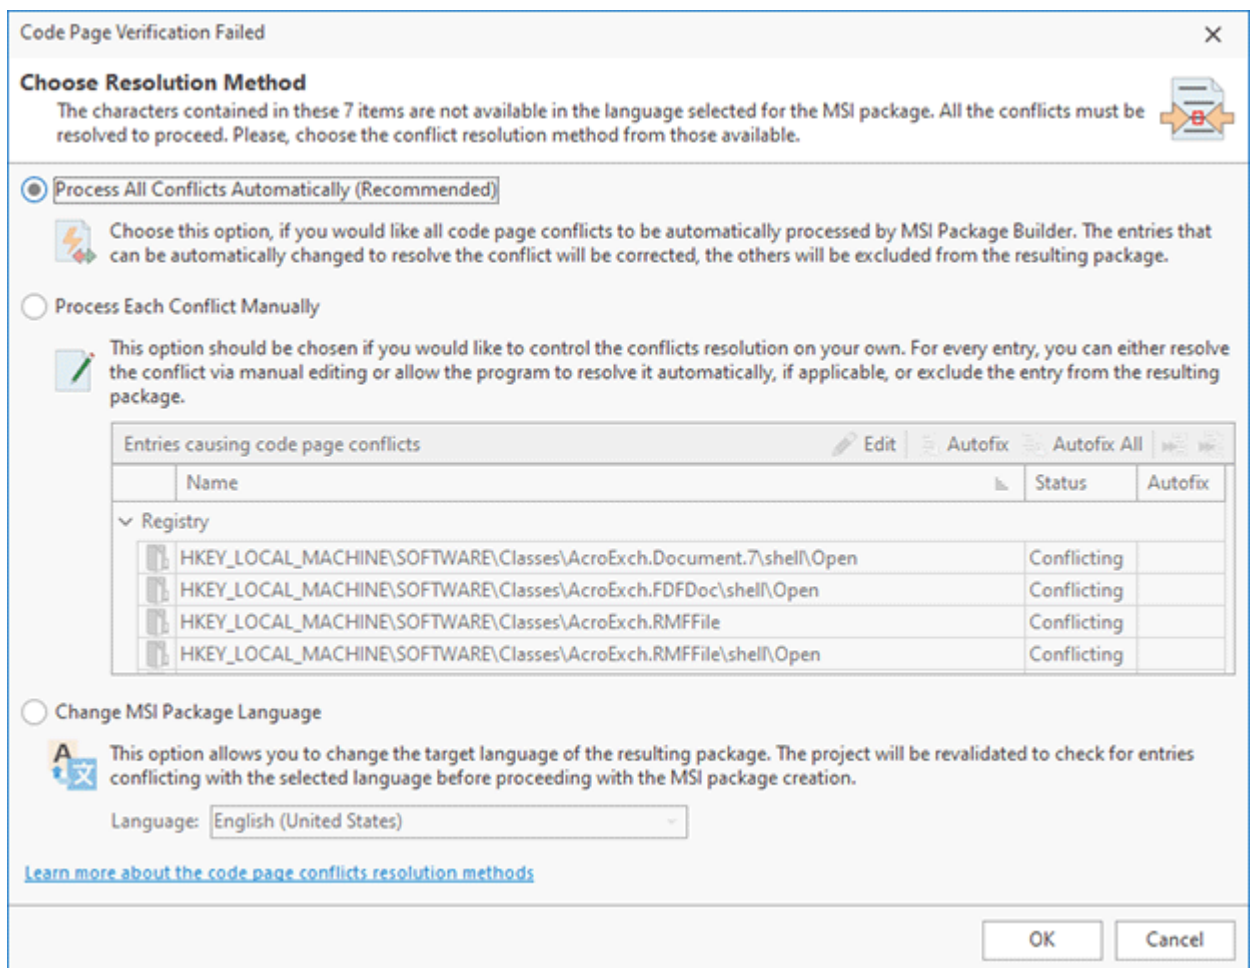 Code Page Verification Failed
Choose Resolution Method
The characters contained in these 7 items are not available in the language selected for the MSI package. All the conflicts must be
resolved to proceed. Please, choose the conflict resolution method from those available.
Process All Conflicts Automatically (Recommended)
Choose this option, if you would like all code page conflicts to be automatically processed by MSI Package Builder. The entries that
can be automatically changed to resolve the conflict will be corrected, the others will be excluded from the resulting package.
Process Each Conflict Manually
This option should be chosen if you would like to control the conflicts resolution on your own. For every entry, you can either resolve
the conflict via manual editing or allow the program to resolve it automatically, if applicable, or exclude the entry from the resulting
package.
Entries causing code page conflicts Edit Autofix Autofix All
Name Status Autofix
Registry
HKEY_LOCAL_MACHINE\SOFTWARE\Classes\AcroExch.Document.7\shell\Open Conflicting
HKEY_LOCAL_MACHINE\SOFTWARE\Classes\AcroExch.FDFDoc\shell\Open Conflicting
HKEY_LOCAL_MACHINE\SOFTWARE\Classes\AcroExch.RMFFile Conflicting
HKEY_LOCAL_MACHINE\SOFTWARE\Classes\AcroExch.RMFFile\shell\Open Conflicting
Change MSI Package Language
A 文
This option allows you to change the target language of the resulting package. The project will be revalidated to check for entries
conflicting with the selected language before proceeding with the MSI package creation.
Language: English (United States)
Learn more about the code page conflicts resolution methods
OK Cancel